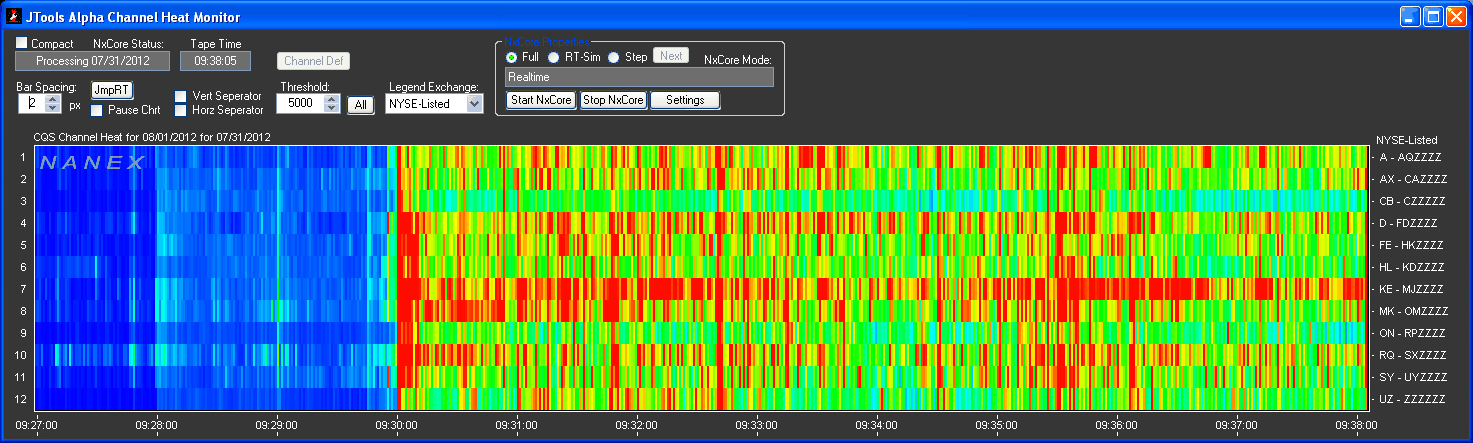 JTools Alpha Channel Heat Monitor
Compact NxCore Status: Tape Time
Processing 07/31/2012 09:38:05 Channel Def
NxCore Properties
Full RT-Sim Step Next NxCore Mode:
Realtime
Start NxCore Stop NxCore Settings
Bar Spacing: JmpRT Vert Seperator Threshold: Legend Exchange:
2 px Pause Chrt Horz Seperator 5000 All NYSE-Listed
CQS Channel Heat for 08/01/2012 for 07/31/2012 NYSE-Listed
NANEX
1 A - AQZZZZ
2 AX - CAZZZZ
3 CB - CZZZZZ
4 D - FDZZZZ
5 FE - HKZZZZ
6 HL - KDZZZZ
7 KE - MJZZZZ
8 MK - OMZZZZ
9 ON - RPZZZZ
10 RQ - SXZZZZ
11 SY - UYZZZZ
12 UZ - ZZZZZZ
09:27:00 09:28:00 09:29:00 09:30:00 09:31:00 09:32:00 09:33:00 09:34:00 09:35:00 09:36:00 09:37:00 09:38:00